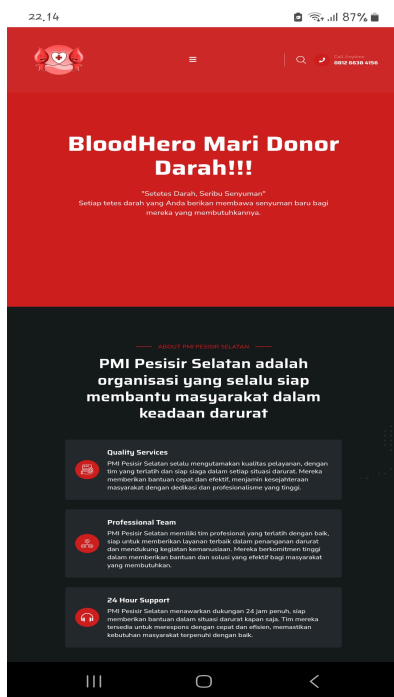 22.14
87%
Call Anytime
0812 6638 4156
BloodHero Mari Donor
Darah!!!
"Setetes Darah, Seribu Senyuman"
Setiap tetes darah yang Anda berikan membawa senyuman baru bagi
mereka yang membutuhkannya.
ABOUT PMI PESISIR SELATAN
PMI Pesisir Selatan adalah
organisasi yang selalu siap
membantu masyarakat dalam
keadaan darurat
Quality Services
PMI Pesisir Selatan selalu mengutamakan kualitas pelayanan, dengan
tim yang terlatih dan siap siaga dalam setiap situasi darurat. Mereka
memberikan bantuan cepat dan efektif, menjamin kesejahteraan
masyarakat dengan dedikasi dan profesionalisme yang tinggi.
Professional Team
PMI Pesisir Selatan memiliki tim profesional yang terlatih dengan baik,
siap untuk memberikan layanan terbaik dalam penanganan darurat
dan mendukung kegiatan kemanusiaan. Mereka berkomitmen tinggi
dalam memberikan bantuan dan solusi yang efektif bagi masyarakat
yang membutuhkan.
24 Hour Support
PMI Pesisir Selatan menawarkan dukungan 24 jam penuh, siap
memberikan bantuan dalam situasi darurat kapan saja. Tim mereka
tersedia untuk merespons dengan cepat dan efisien, memastikan
kebutuhan masyarakat terpenuhi dengan baik.